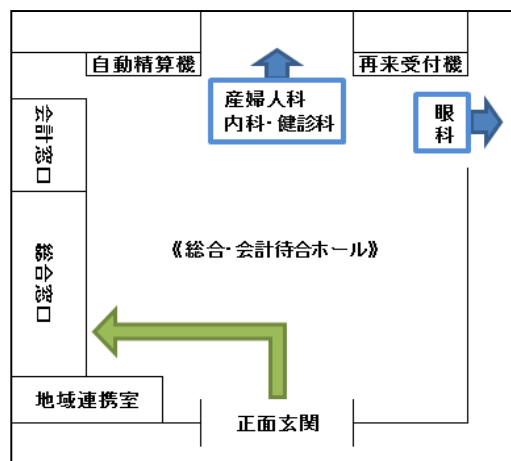 自動精算機
再来受付機
産婦人科
内科・健診科
眼科
会計窓口
《総合・会計待合ホール》
総合窓口
地域連携室
正面玄関